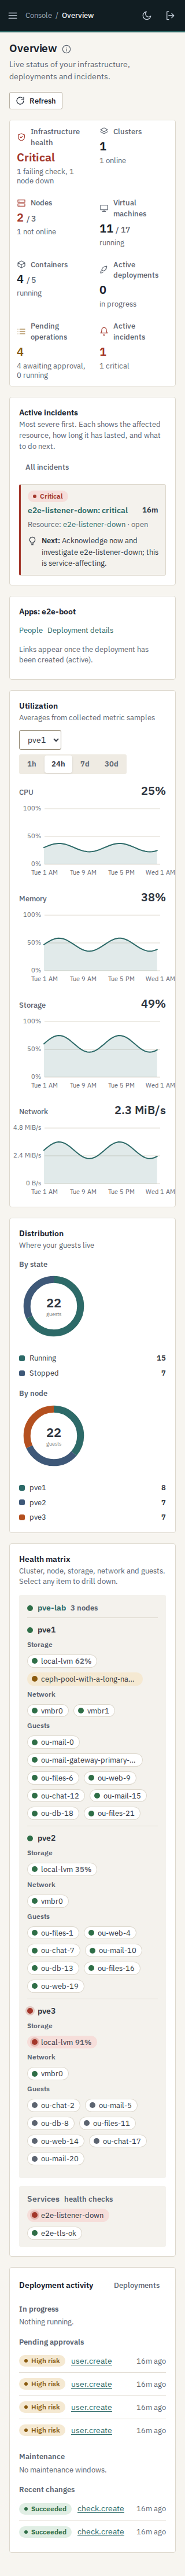 Console / Overview
Overview
Live status of your infrastructure,
deployments and incidents.
Refresh
Infrastructure
health
Critical
1 failing check, 1
node down
Clusters
1
1 online
Nodes
2 / 3
1 not online
Virtual
machines
11 / 17
running
Containers
4 / 5
running
Active
deployments
0
in progress
Pending
operations
4
4 awaiting approval,
0 running
Active
incidents
1
1 critical
Active incidents
Most severe first. Each shows the affected
resource, how long it has lasted, and what
to do next.
All incidents
Critical
e2e-listener-down: critical 16m
Resource: e2e-listener-down · open
Next: Acknowledge now and
investigate e2e-listener-down; this
is service-affecting.
Apps: e2e-boot
People Deployment details
Links appear once the deployment has
been created (active).
Utilization
Averages from collected metric samples
pve1
1h 24h 7d 30d
CPU 25%
100%
50%
0%
Tue 1 AM Tue 9 AM Tue 5 PM Wed 1 AM
Memory 38%
100%
50%
0%
Tue 1 AM Tue 9 AM Tue 5 PM Wed 1 AM
Storage 49%
100%
50%
0%
Tue 1 AM Tue 9 AM Tue 5 PM Wed 1 AM
Network 2.3 MiB/s
4.8 MiB/s
2.4 MiB/s
0 B/s
Tue 1 AM Tue 9 AM Tue 5 PM Wed 1 AM
Distribution
Where your guests live
By state
22
guests
Running 15
Stopped 7
By node
22
guests
pve1 8
pve2 7
pve3 7
Health matrix
Cluster, node, storage, network and guests.
Select any item to drill down.
pve-lab 3 nodes
pve1
Storage
local-lvm 62%
ceph-pool-with-a-long-na...
Network
vmbr0 vmbr1
Guests
ou-mail-0
ou-mail-gateway-primary-...
ou-files-6 ou-web-9
ou-chat-12 ou-mail-15
ou-db-18 ou-files-21
pve2
Storage
local-lvm 35%
Network
vmbr0
Guests
ou-files-1 ou-web-4
ou-chat-7 ou-mail-10
ou-db-13 ou-files-16
ou-web-19
pve3
Storage
local-lvm 91%
Network
vmbr0
Guests
ou-chat-2 ou-mail-5
ou-db-8 ou-files-11
ou-web-14 ou-chat-17
ou-mail-20
Services health checks
e2e-listener-down
e2e-tls-ok
Deployment activity Deployments
In progress
Nothing running.
Pending approvals
High risk user.create 16m ago
High risk user.create 16m ago
High risk user.create 16m ago
High risk user.create 16m ago
Maintenance
No maintenance windows.
Recent changes
Succeeded check.create 16m ago
Succeeded check.create 16m ago